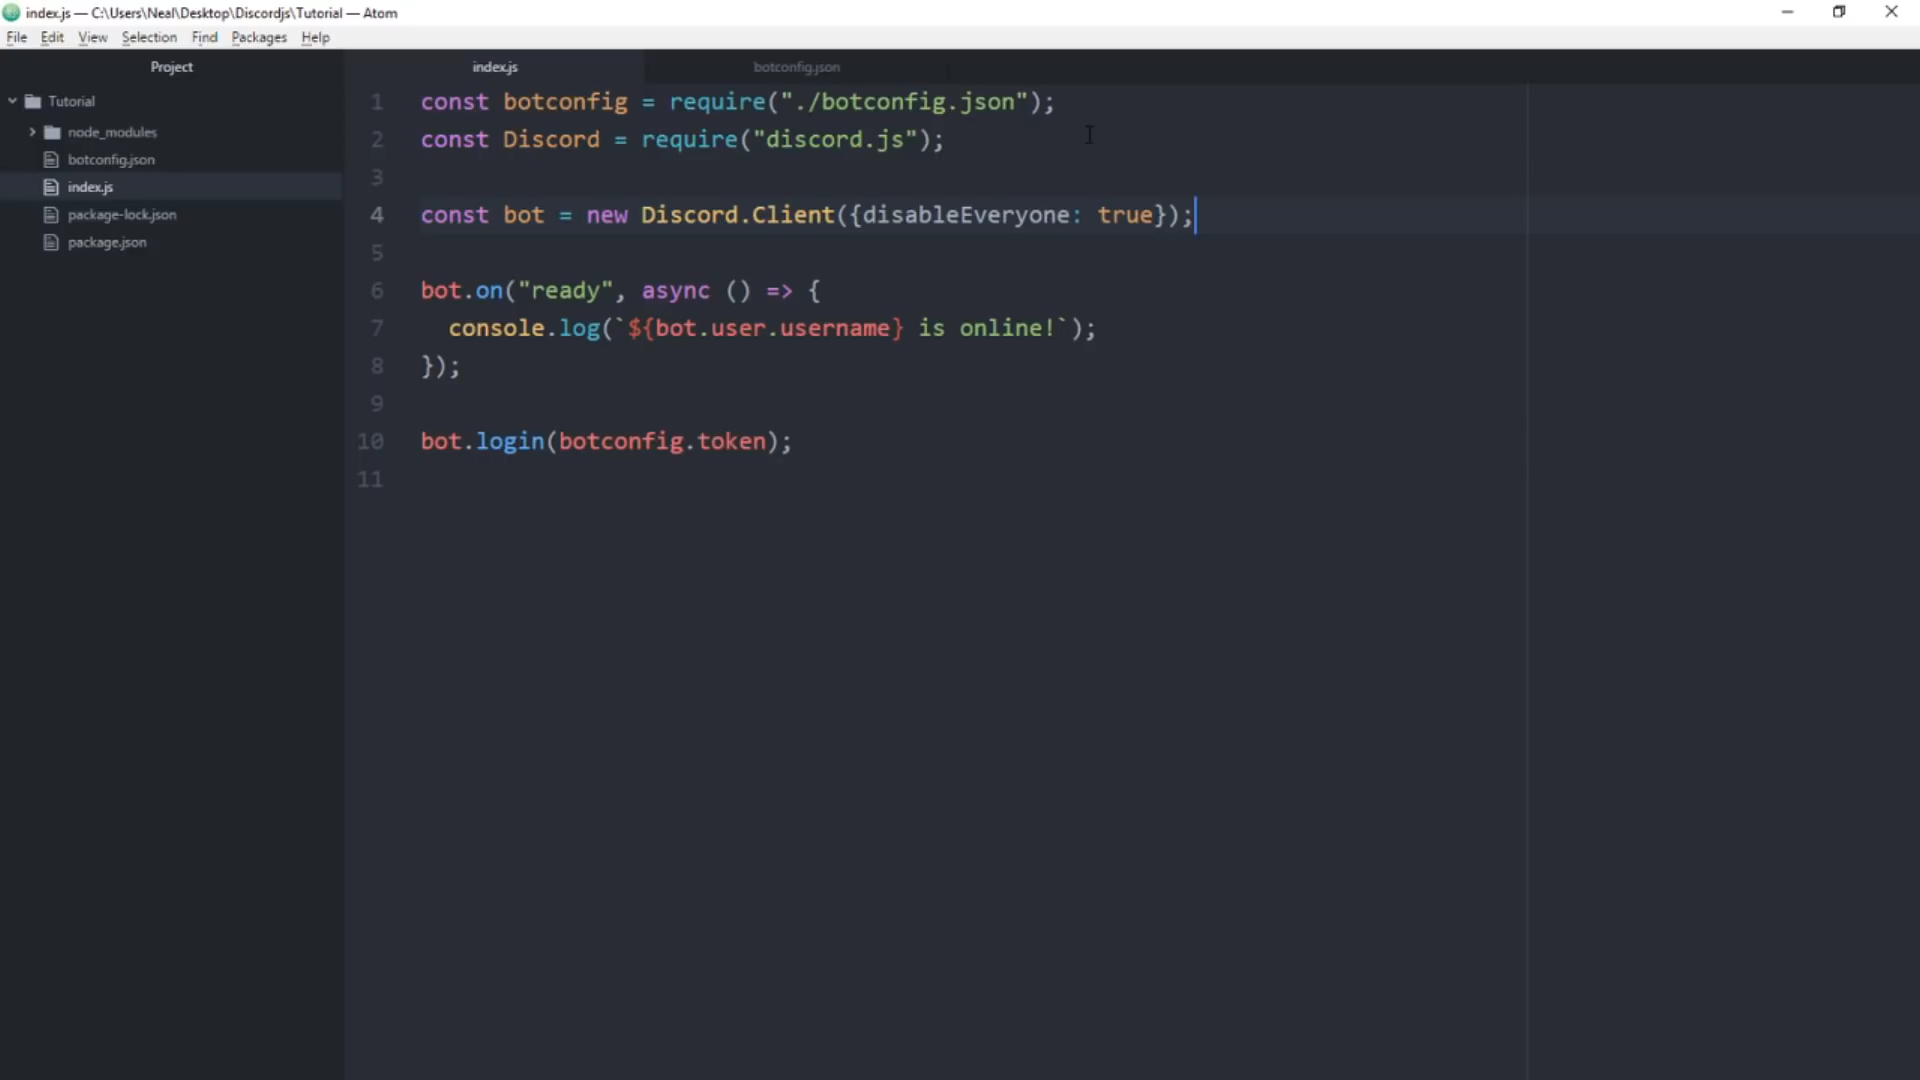 index.js — C:\Users\Neal\Desktop\Discordjs\Tutorial — Atom
File Edit View Selection Find Packages Help
Project
Tutorial
node_modules
botconfig.json
index.js
package-lock.json
package.json
index.js botconfig.json
1 const botconfig = require("./botconfig.json");
2 const Discord = require("discord.js");
3
4 const bot = new Discord.Client({disableEveryone: true});
5
6 bot.on("ready", async () => {
7   console.log(`${bot.user.username} is online!`);
8 });
9
10 bot.login(botconfig.token);
11